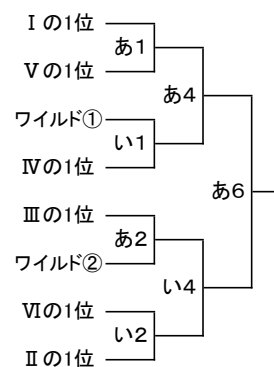 Ⅰの1位
あ1
Ⅴの1位
あ4
ワイルド①
い1
Ⅳの1位
あ6
Ⅲの1位
あ2
ワイルド②
い4
Ⅵの1位
い2
Ⅱの1位